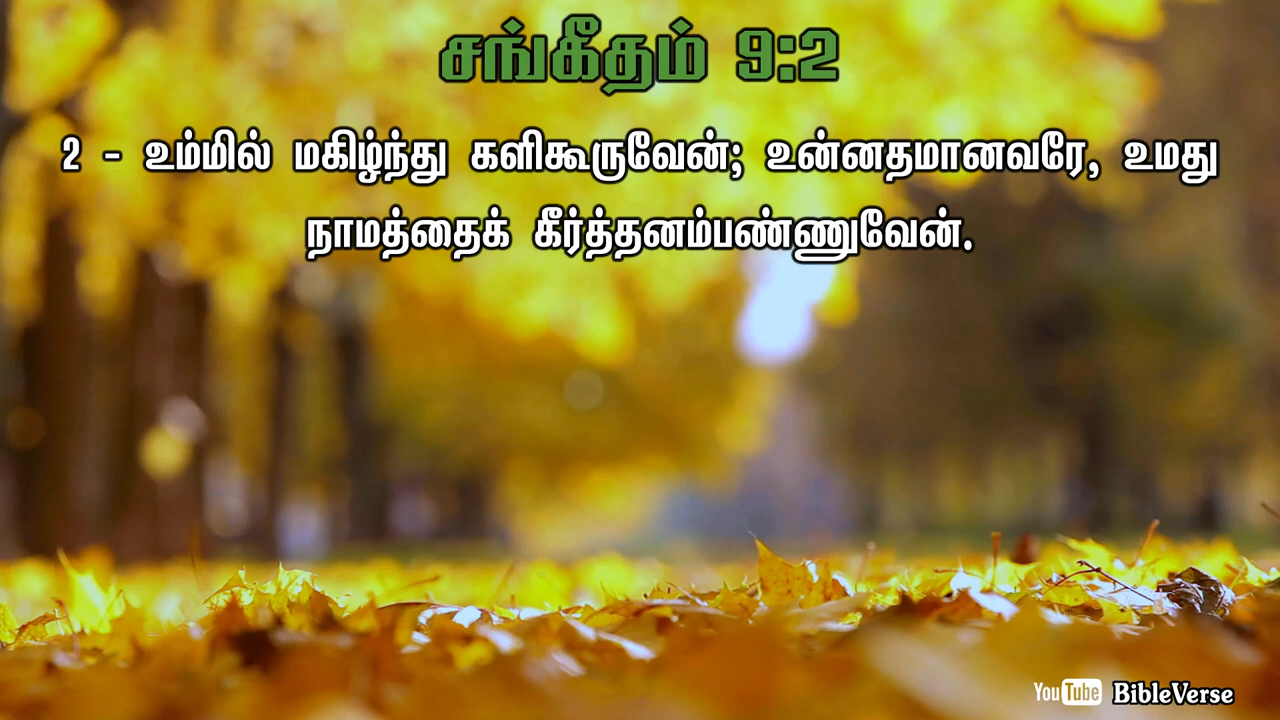 சங்கீதம் 9:2
2 - உம்மில் மகிழ்ந்து களிகூருவேன்; உன்னதமானவரே, உமது
நாமத்தைக் கீர்த்தனம்பண்ணுவேன்.
YouTube BibleVerse